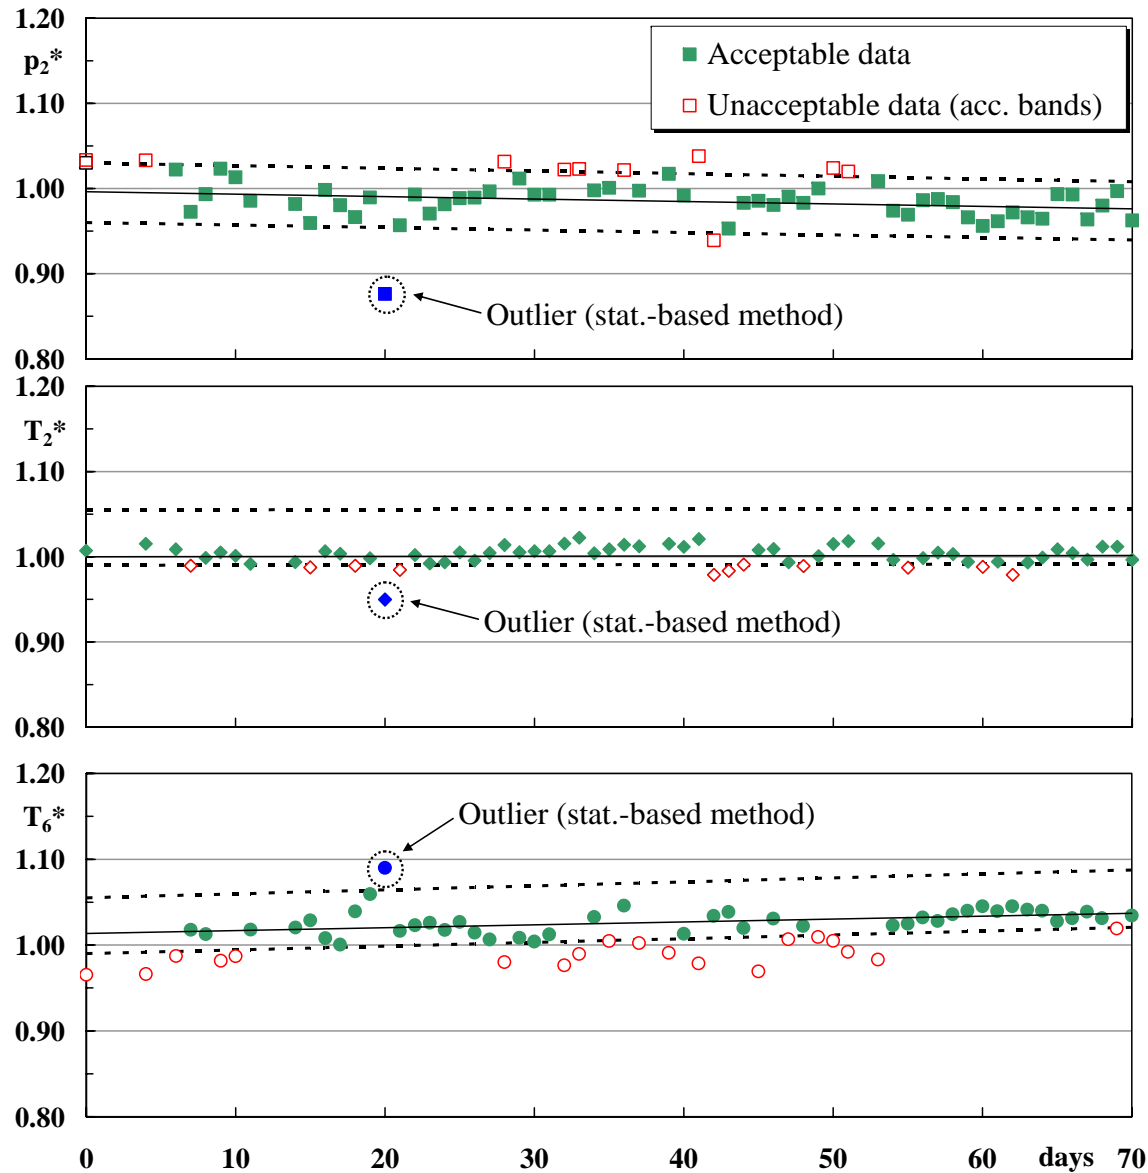 1.20
p2*
1.10
1.00
0.90
0.80
Acceptable data
Unacceptable data (acc. bands)
Outlier (stat.-based method)
1.20
T2*
1.10
1.00
0.90
0.80
Outlier (stat.-based method)
1.20
T6*
1.10
1.00
0.90
0.80
Outlier (stat.-based method)
0 10 20 30 40 50 60 days 70